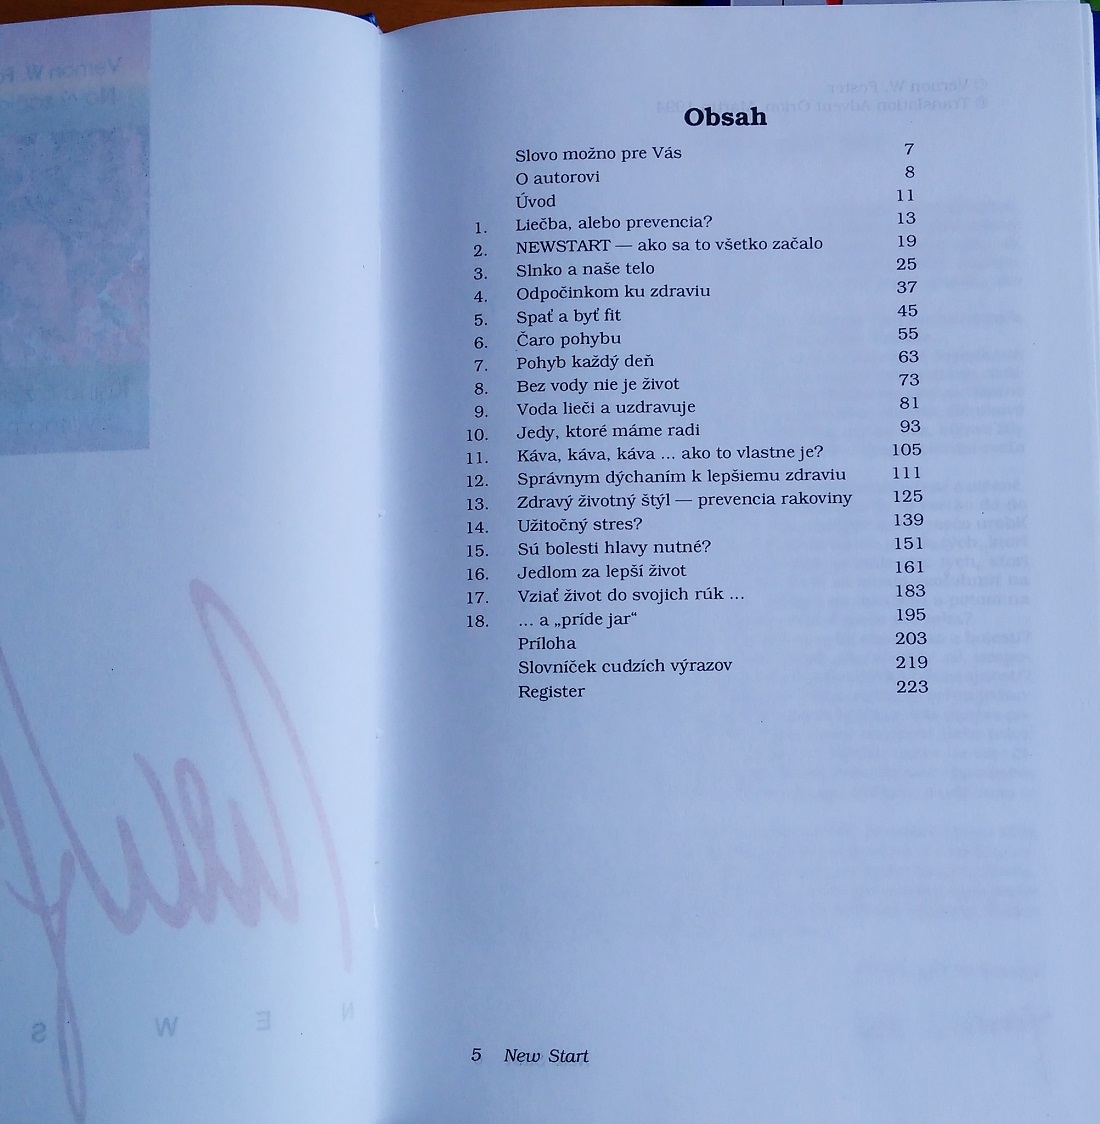 Obsah
Slovo možno pre Vás 7
O autorovi 8
Úvod 11
1. Liečba, alebo prevencia? 13
2. NEWSTART — ako sa to všetko začalo 19
3. Slnko a naše telo 25
4. Odpočinkom ku zdraviu 37
5. Spať a byť fit 45
6. Čaro pohybu 55
7. Pohyb každý deň 63
8. Bez vody nie je život 73
9. Voda lieči a uzdravuje 81
10. Jedy, ktoré máme radi 93
11. Káva, káva, káva ... ako to vlastne je? 105
12. Správnym dýchaním k lepšiemu zdraviu 111
13. Zdravý životný štýl — prevencia rakoviny 125
14. Užitočný stres? 139
15. Sú bolesti hlavy nutné? 151
16. Jedlom za lepší život 161
17. Vziať život do svojich rúk ... 183
18. ... a „príde jar“ 195
Príloha 203
Slovníček cudzích výrazov 219
Register 223
5 New Start